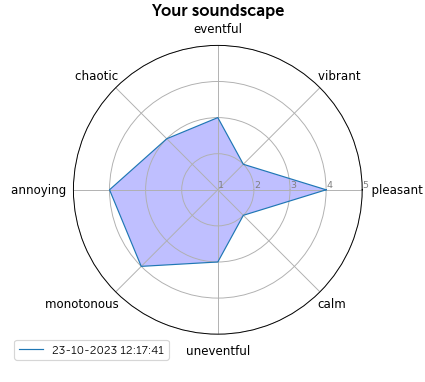 Your soundscape
eventful
chaotic
vibrant
annoying
1 2 3 4 5
pleasant
monotonous
calm
uneventful
23-10-2023 12:17:41